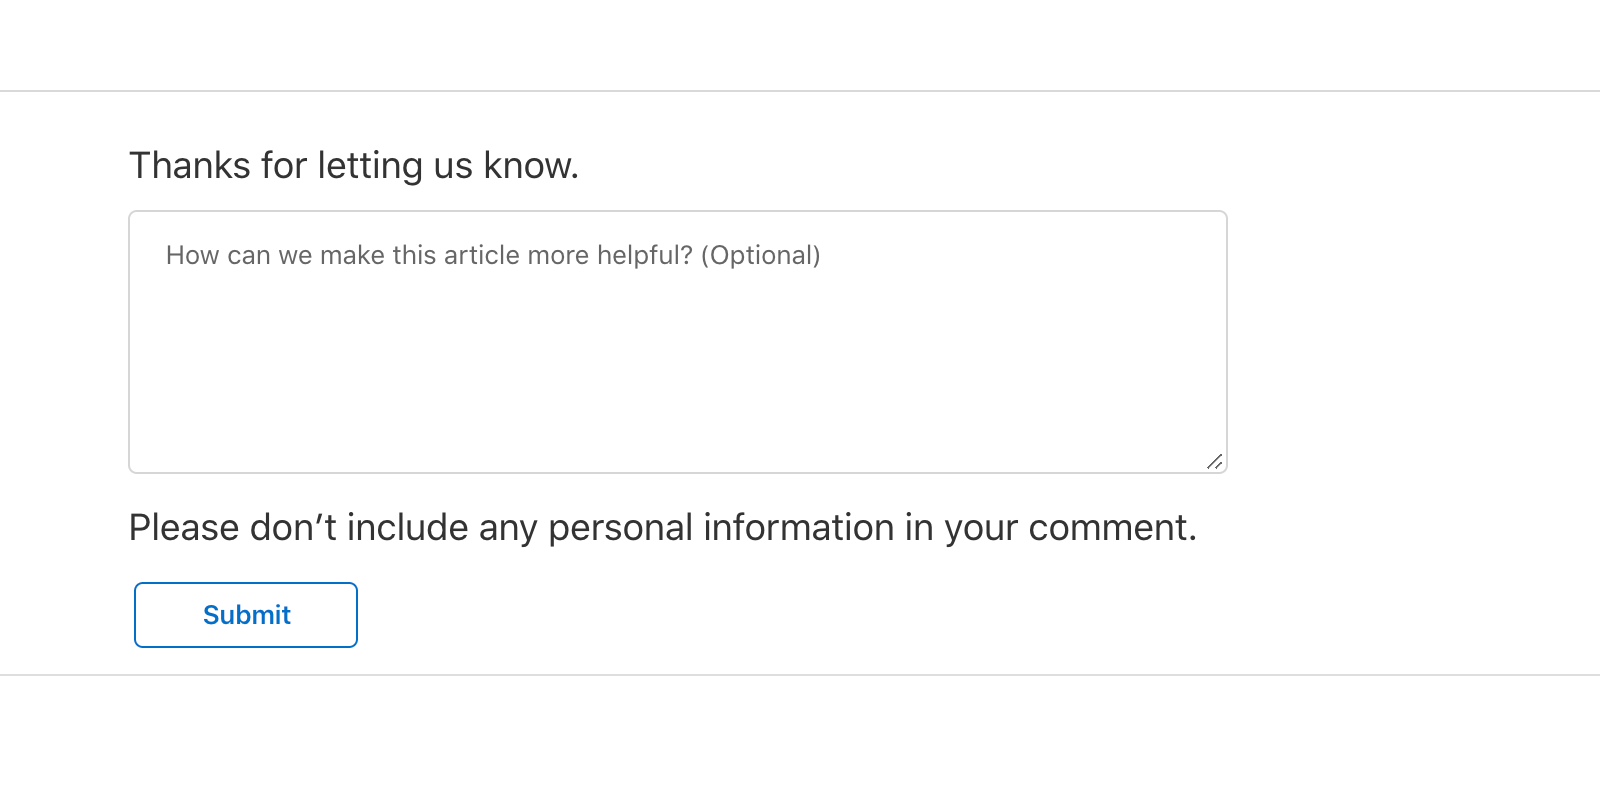 Thanks for letting us know.
How can we make this article more helpful? (Optional)
Please don’t include any personal information in your comment.
Submit